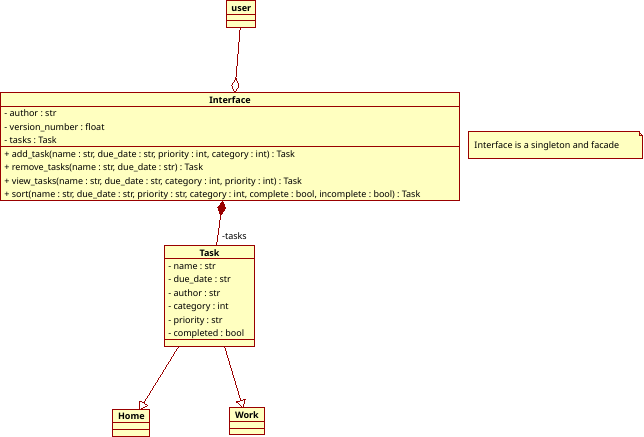 user
Interface
- author : str
- version_number : float
- tasks : Task
+ add_task(name : str, due_date : str, priority : int, category : int) : Task
+ remove_tasks(name : str, due_date : str) : Task
+ view_tasks(name : str, due_date : str, category : int, priority : int) : Task
+ sort(name : str, due_date : str, priority : str, category : int, complete : bool, incomplete : bool) : Task
Interface is a singleton and facade
-tasks
Task
- name : str
- due_date : str
- author : str
- category : int
- priority : str
- completed : bool
Home
Work